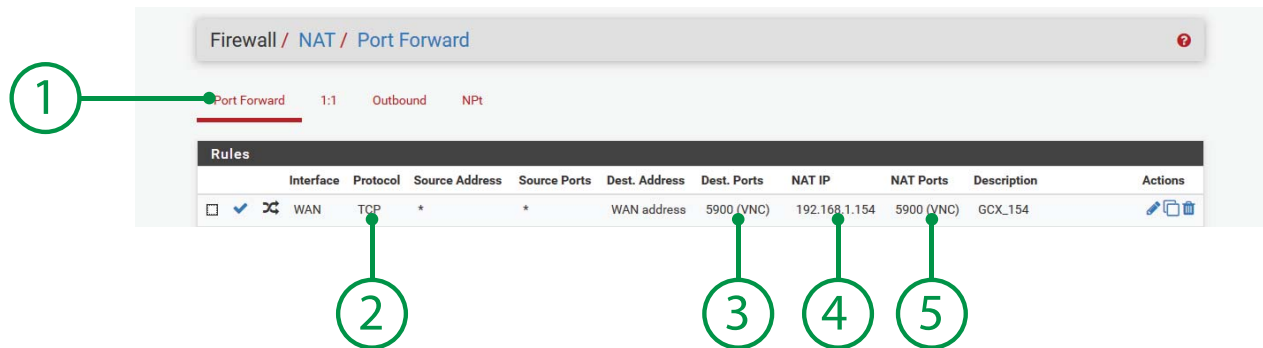 Firewall / NAT / Port Forward
1
Port Forward 1:1 Outbound NPt
Rules
Interface Protocol Source Address Source Ports Dest. Address Dest. Ports NAT IP NAT Ports Description Actions
WAN TCP * * WAN address 5900 (VNC) 192.168.1.154 5900 (VNC) GCX_154
2 3 4 5